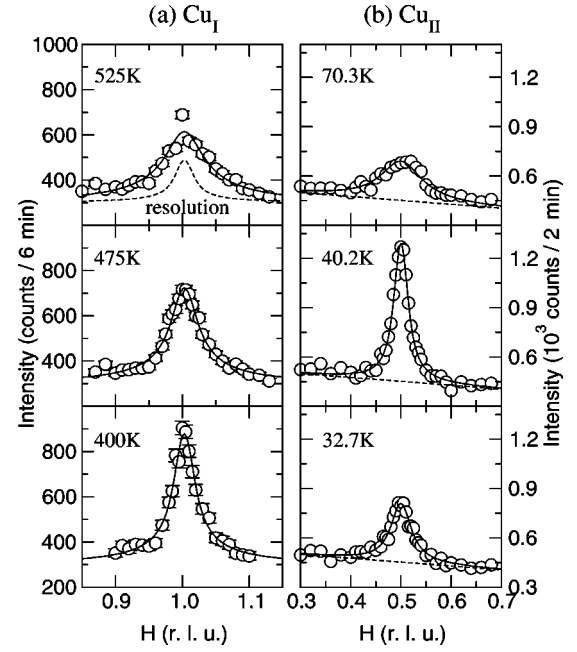 (a) Cu_I (b) Cu_II
1000
800
600
400
525K
resolution
70.3K
1.2
0.9
0.6
800
600
400
475K
40.2K
1.2
0.9
0.6
800
600
400
200
400K
32.7K
1.2
0.9
0.6
0.3
Intensity (counts / 6 min)
Intensity (10³ counts / 2 min)
0.9 1.0 1.1 0.3 0.4 0.5 0.6 0.7
H (r. l. u.) H (r. l. u.)